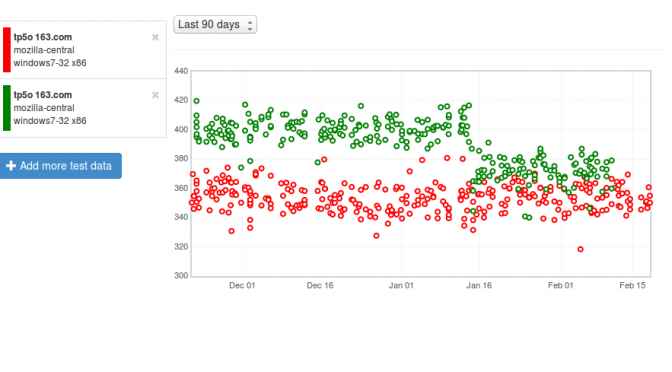 tp5o 163.com ×
mozilla-central
windows7-32 x86
tp5o 163.com ×
mozilla-central
windows7-32 x86
+ Add more test data
Last 90 days
440
420
400
380
360
340
320
300
Dec 01 Dec 16 Jan 01 Jan 16 Feb 01 Feb 15